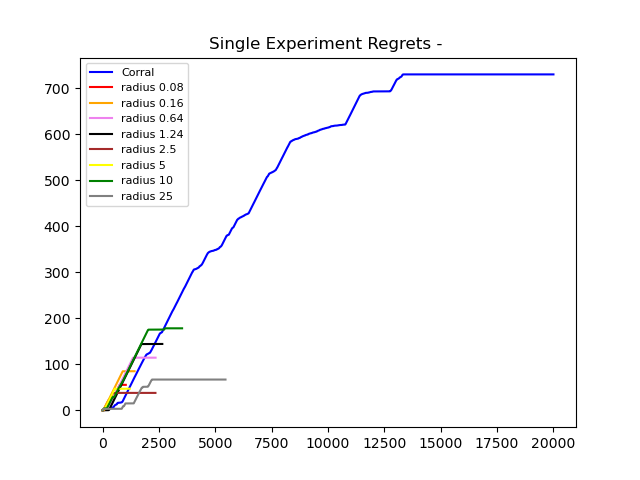 Single Experiment Regrets -
Corral
radius 0.08
radius 0.16
radius 0.64
radius 1.24
radius 2.5
radius 5
radius 10
radius 25
700
600
500
400
300
200
100
0
0 2500 5000 7500 10000 12500 15000 17500 20000